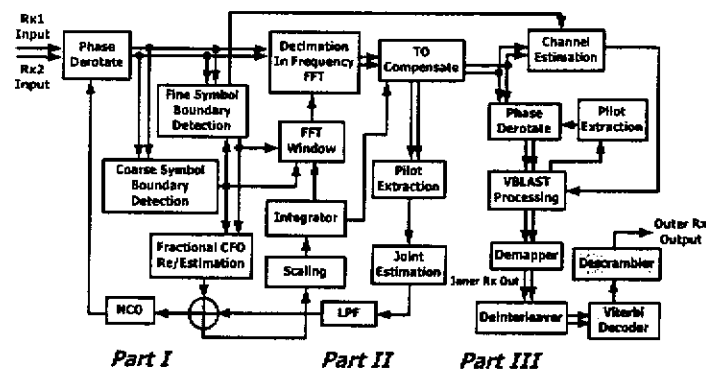 Rx1
Input
Rx2
Input
Phase
Derotate
Decimation
In Frequency
FFT
TO
Compensate
Channel
Estimation
Fine Symbol
Boundary
Detection
FFT
Window
Phase
Derotate
Pilot
Extraction
Coarse Symbol
Boundary
Detection
Pilot
Extraction
VBLAST
Processing
Integrator
Outer Rx
Output
Fractional CFO
Re/Estimation
Scaling
Joint
Estimation
Demapper
Descrambler
Inner Rx Out
NCO
LPF
Deinterleaver
Viterbi
Decoder
Part I
Part II
Part III